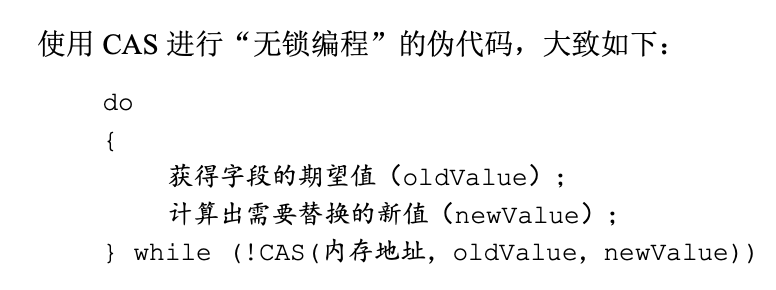 使用 CAS 进行“无锁编程”的伪代码，大致如下：
do
{
获得字段的期望值（oldValue）;
计算出需要替换的新值（newValue）;
} while (!CAS(内存地址，oldValue，newValue))